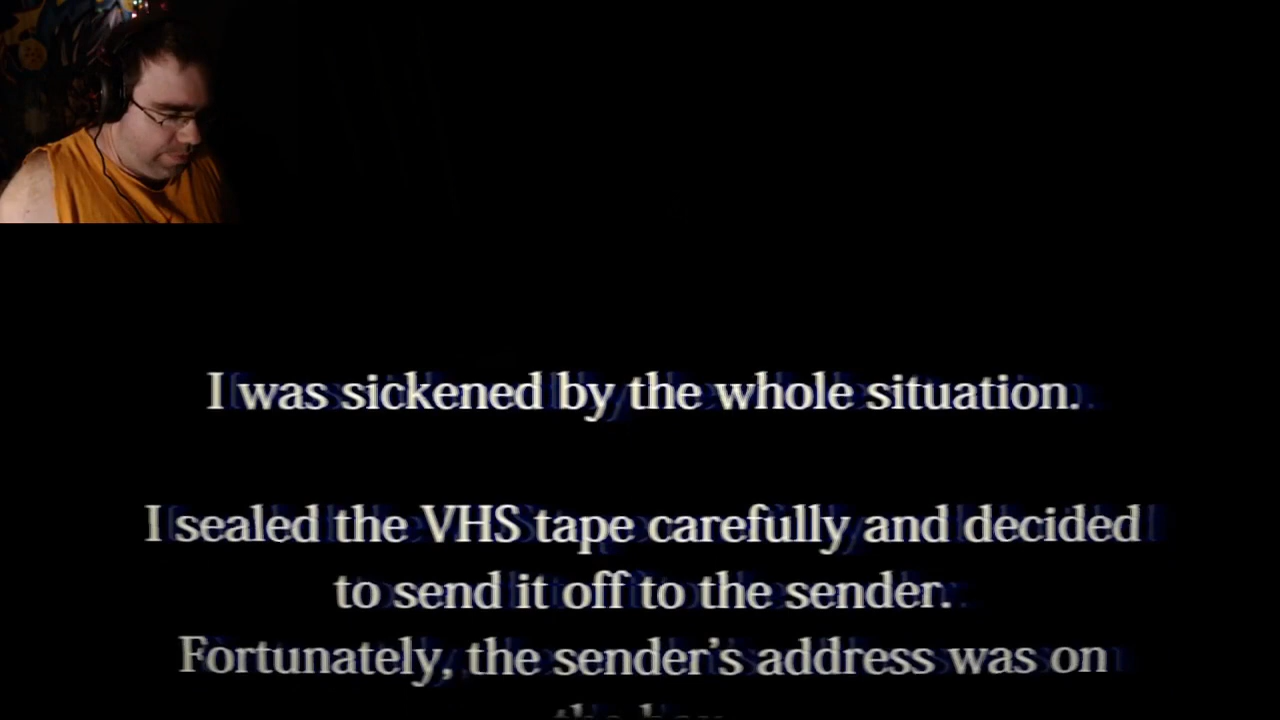 I was sickened by the whole situation.
I sealed the VHS tape carefully and decided
to send it off to the sender.
Fortunately, the sender's address was on